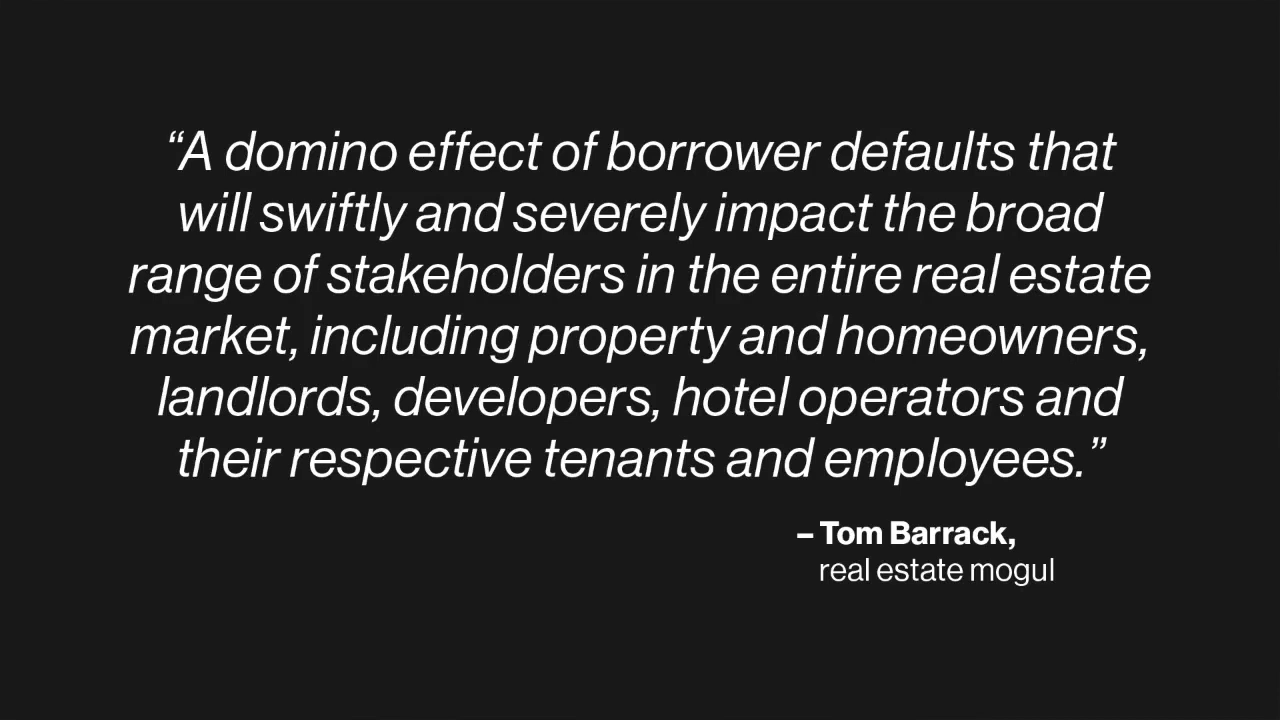 “A domino effect of borrower defaults that
will swiftly and severely impact the broad
range of stakeholders in the entire real estate
market, including property and homeowners,
landlords, developers, hotel operators and
their respective tenants and employees.”
– Tom Barrack,
real estate mogul